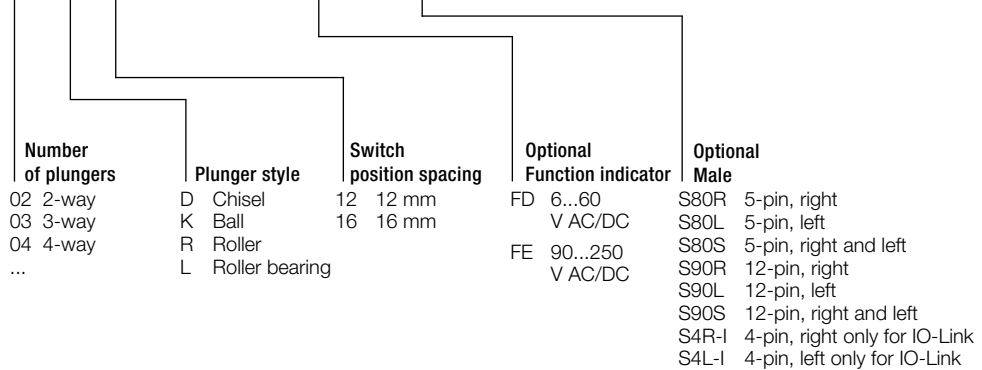 Number
of plungers
02 2-way
03 3-way
04 4-way
...
Plunger style
D Chisel
K Ball
R Roller
L Roller bearing
Switch
position spacing
12 12 mm
16 16 mm
Optional
Function indicator
FD 6...60
V AC/DC
FE 90...250
V AC/DC
Optional
Male
S80R 5-pin, right
S80L 5-pin, left
S80S 5-pin, right and left
S90R 12-pin, right
S90L 12-pin, left
S90S 12-pin, right and left
S4R-I 4-pin, right only for IO-Link
S4L-I 4-pin, left only for IO-Link